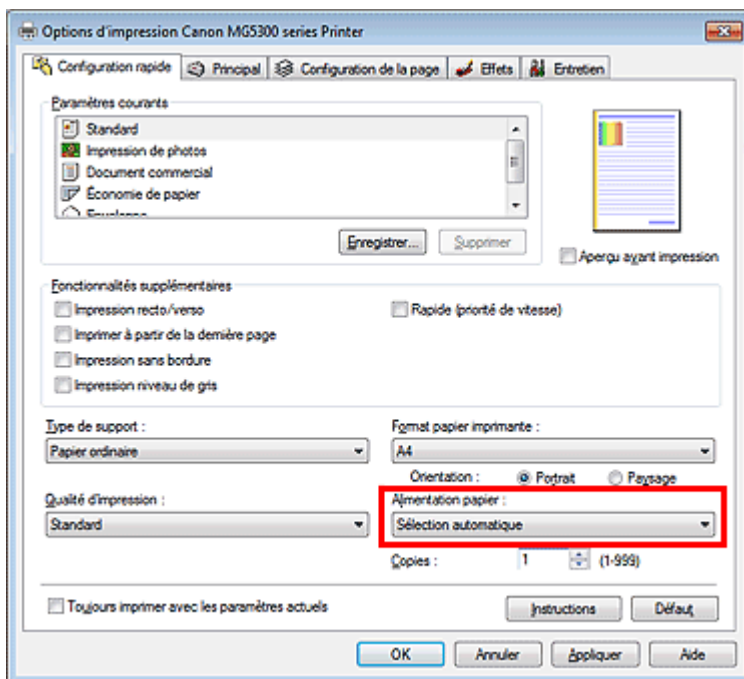 Options d'impression Canon MG5300 series Printer
Configuration rapide Principal Configuration de la page Effets Entretien
Paramètres courants
Standard
Impression de photos
Document commercial
Économie de papier
Enregistrer... Supprimer
Aperçu avant impression
Fonctionnalités supplémentaires
Impression recto/verso Rapide (priorité de vitesse)
Imprimer à partir de la dernière page
Impression sans bordure
Impression niveau de gris
Type de support : Format papier imprimante :
Papier ordinaire A4
Orientation : Portrait Paysage
Qualité d'impression : Alimentation papier :
Standard Sélection automatique
Copies : 1 (1-999)
Toujours imprimer avec les paramètres actuels Instructions Défaut
OK Annuler Appliquer Aide